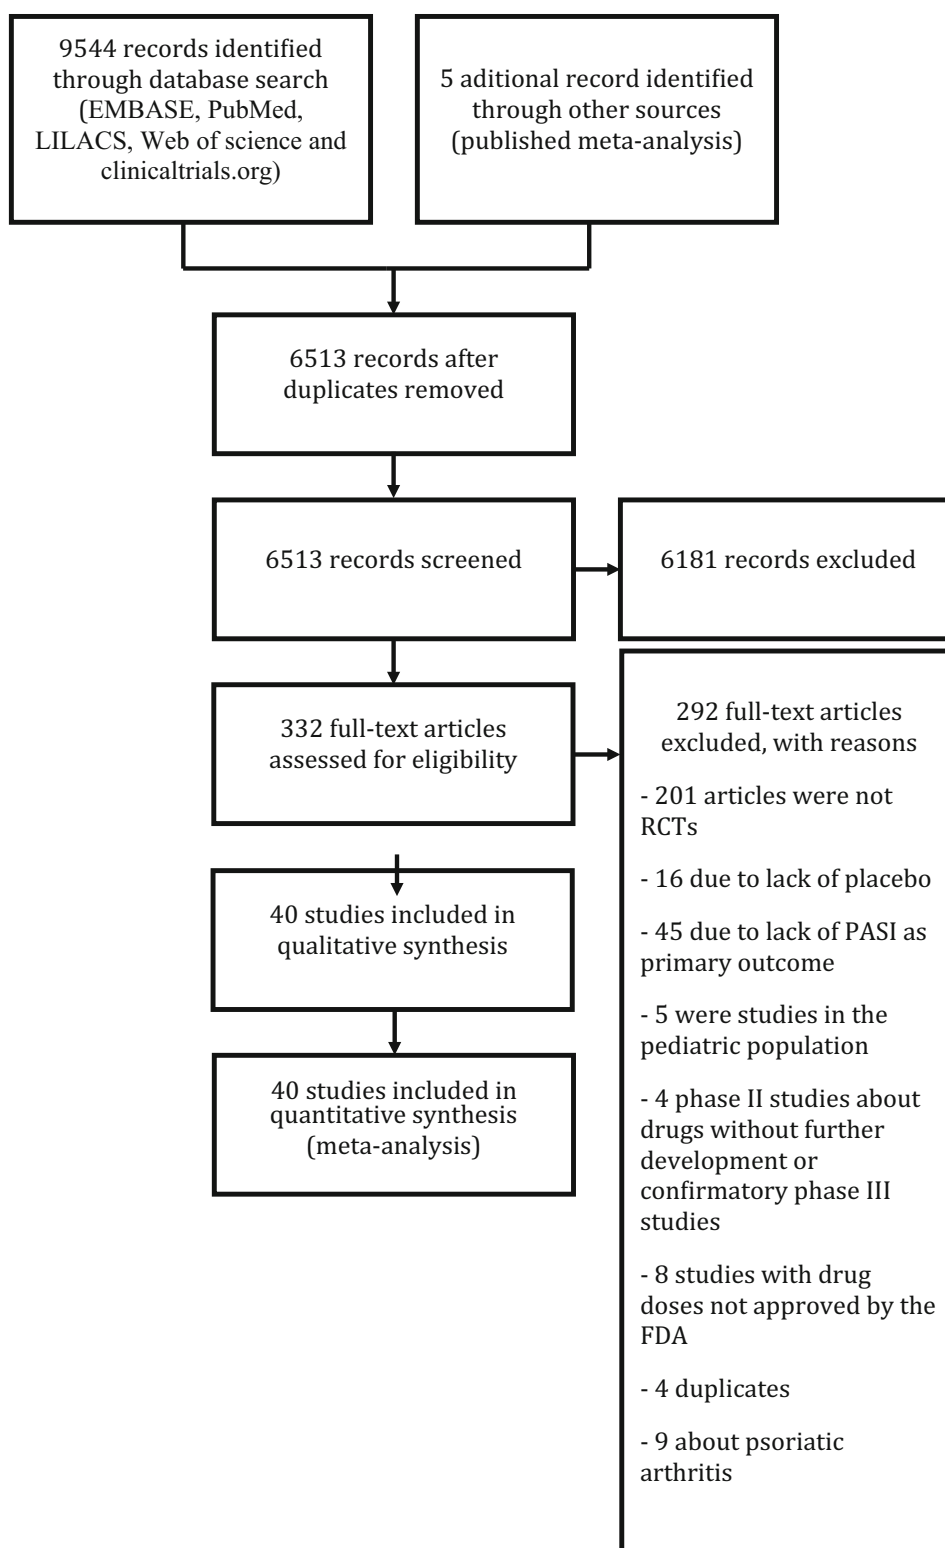 9544 records identified
through database search
(EMBASE, PubMed,
LILACS, Web of science and
clinicaltrials.org)
5 aditional record identified
through other sources
(published meta-analysis)
6513 records after
duplicates removed
6513 records screened
6181 records excluded
332 full-text articles
assessed for eligibility
292 full-text articles
excluded, with reasons
- 201 articles were not
RCTs
- 16 due to lack of placebo
- 45 due to lack of PASI as
primary outcome
- 5 were studies in the
pediatric population
- 4 phase II studies about
drugs without further
development or
confirmatory phase III
studies
- 8 studies with drug
doses not approved by the
FDA
- 4 duplicates
- 9 about psoriatic
arthritis
40 studies included in
qualitative synthesis
40 studies included in
quantitative synthesis
(meta-analysis)